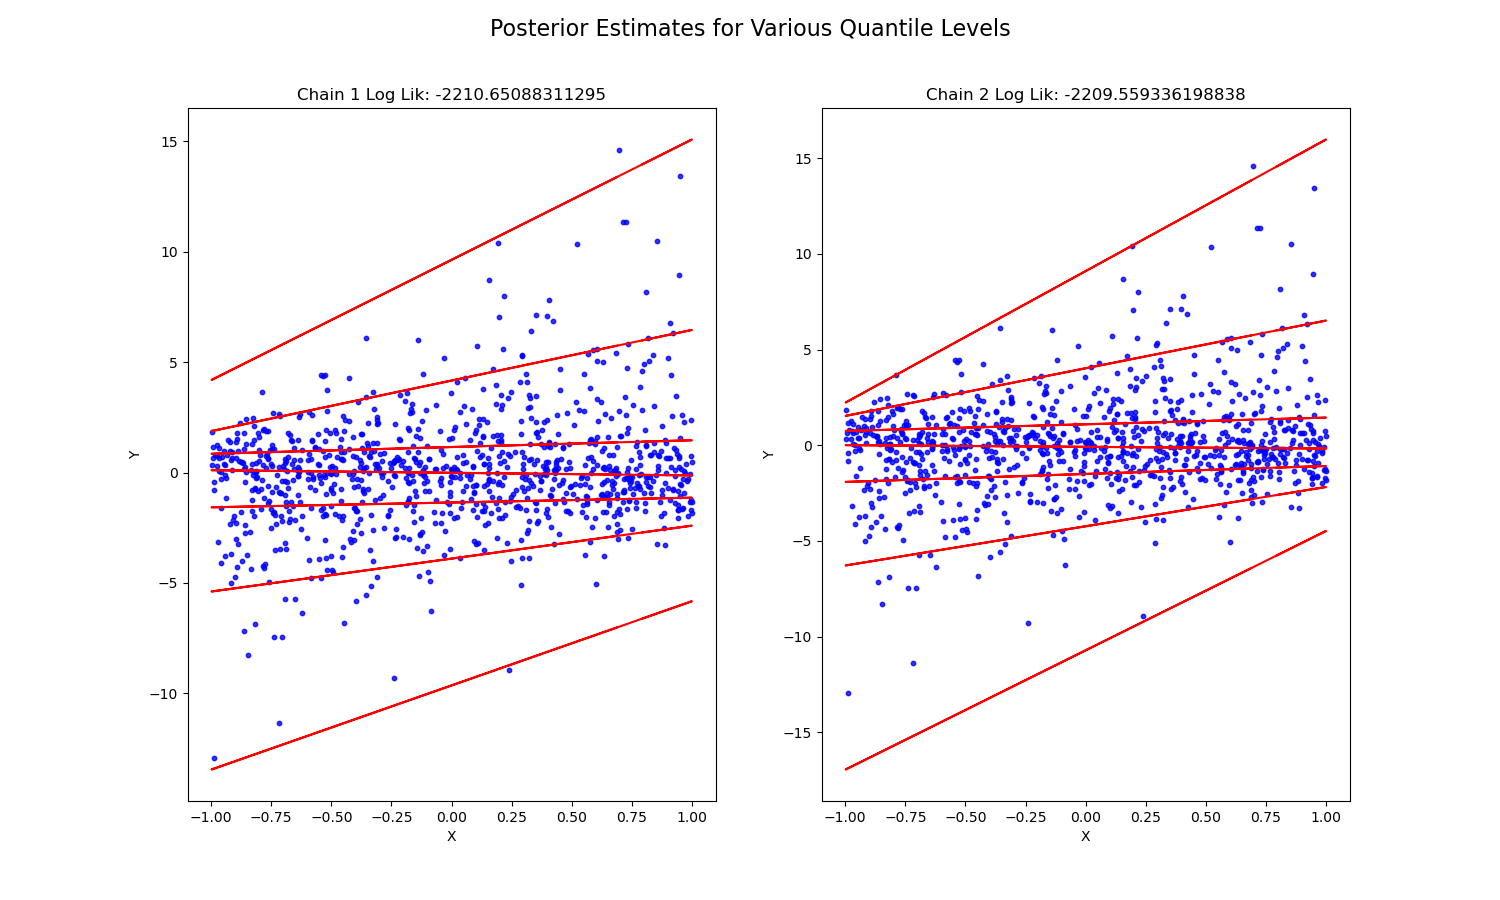 Posterior Estimates for Various Quantile Levels
Chain 1 Log Lik: -2210.65088311295
15
10
5
0
−5
−10
Y
−1.00 −0.75 −0.50 −0.25 0.00 0.25 0.50 0.75 1.00
X
Chain 2 Log Lik: -2209.559336198838
15
10
5
0
−5
−10
−15
Y
−1.00 −0.75 −0.50 −0.25 0.00 0.25 0.50 0.75 1.00
X